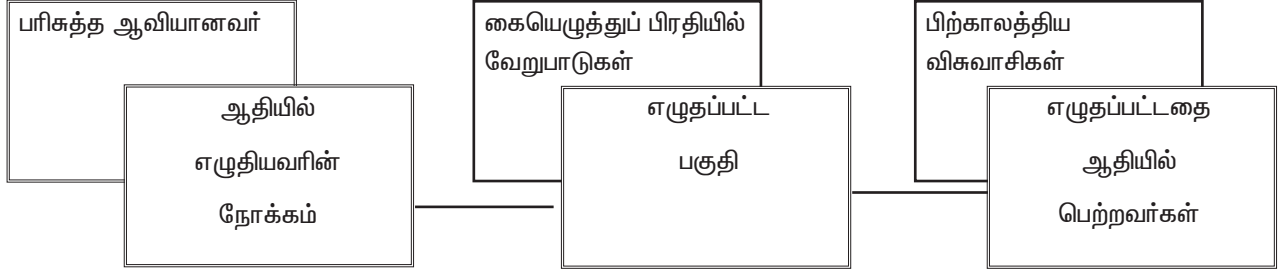 பரிசுத்த ஆவியானவர்
ஆதியில்
எழுதியவரின்
நோக்கம்
கையெழுத்துப் பிரதியில்
வேறுபாடுகள்
எழுதப்பட்ட
பகுதி
பிற்காலத்திய
விசுவாசிகள்
எழுதப்பட்டதை
ஆதியில்
பெற்றவர்கள்